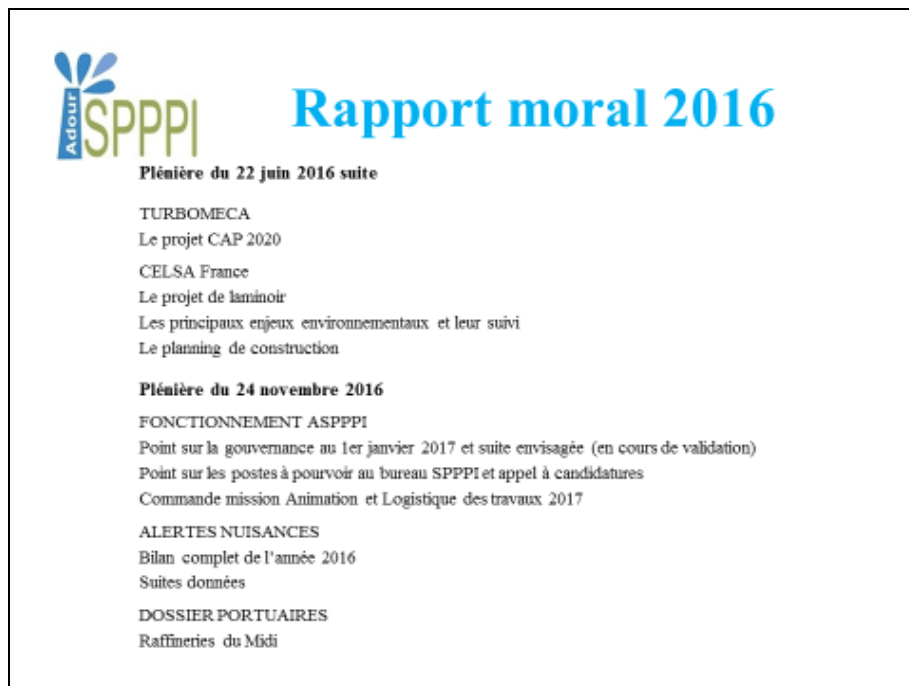 Adour
SPPPI
Rapport moral 2016
Plénière du 22 juin 2016 suite
TURBOMECA
Le projet CAP 2020
CELSA France
Le projet de laminoir
Les principaux enjeux environnementaux et leur suivi
Le planning de construction
Plénière du 24 novembre 2016
FONCTIONNEMENT ASPPPI
Point sur la gouvernance au 1er janvier 2017 et suite envisagée (en cours de validation)
Point sur les postes à pourvoir au bureau SPPPI et appel à candidatures
Commande mission Animation et Logistique des travaux 2017
ALERTES NUISANCES
Bilan complet de l'année 2016
Suites données
DOSSIER PORTUAIRES
Raffineries du Midi